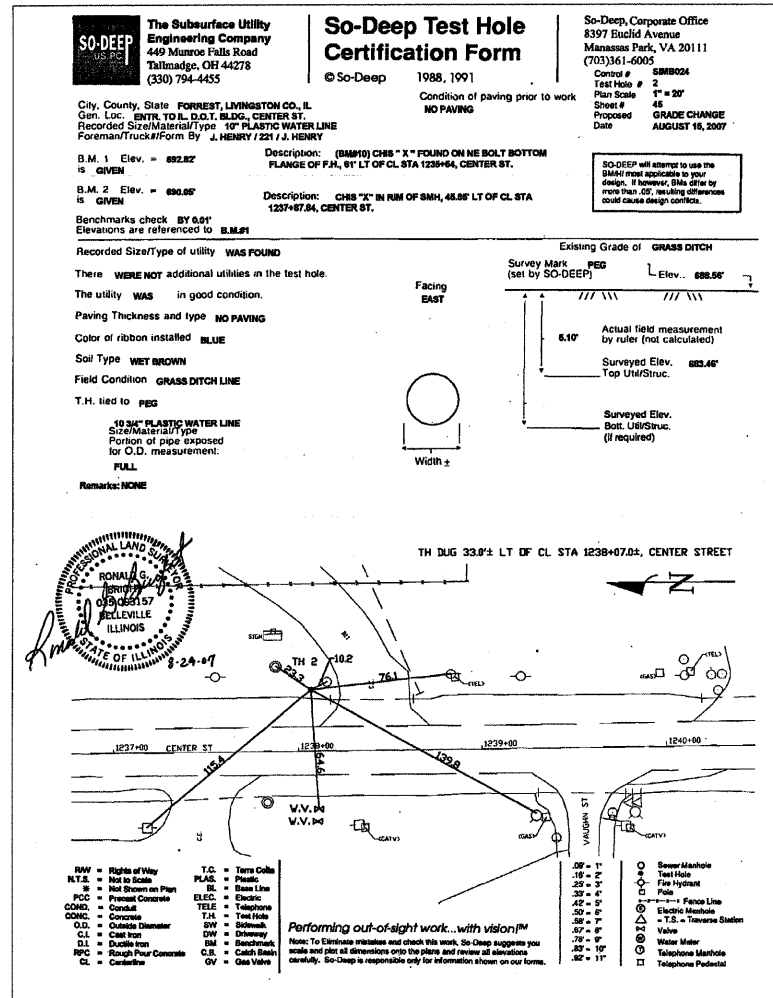 SO-DEEP
US PC
The Subsurface Utility
Engineering Company
449 Munroe Falls Road
Tallmadge, OH 44278
(330) 794-4455
So-Deep Test Hole
Certification Form
© So-Deep 1988, 1991
So-Deep, Corporate Office
8397 Euclid Avenue
Manassas Park, VA 20111
(703)361-6005
Control # SIMB024
Test Hole # 2
Plan Scale 1" = 20'
Sheet # 45
Proposed GRADE CHANGE
Date AUGUST 15, 2007
Condition of paving prior to work
NO PAVING
City, County, State FORREST, LIVINGSTON CO., IL
Gen. Loc. ENTR. TO IL. D.O.T. BLDG., CENTER ST.
Recorded Size/Material/Type 10" PLASTIC WATER LINE
Foreman/Truck#/Form By J. HENRY / 221 / J. HENRY
B.M. 1 Elev. = 692.82'
is GIVEN
Description: (BM#10) CHIS " X " FOUND ON NE BOLT BOTTOM
FLANGE OF F.H., 61' LT OF CL STA 1235+54, CENTER ST.
B.M. 2 Elev. = 690.05'
is GIVEN
Description: CHIS "X" IN RIM OF SMH, 45.85' LT OF CL STA
1237+87.84, CENTER ST.
SO-DEEP will attempt to use the
BM/HI most applicable to your
design. If however, BMs differ by
more than .05', resulting differences
could cause design conflicts.
Benchmarks check BY 0.01'
Elevations are referenced to B.M.#1
Recorded Size/Type of utility WAS FOUND
There WERE NOT additional utilities in the test hole.
The utility WAS in good condition.
Paving Thickness and type NO PAVING
Color of ribbon installed BLUE
Soil Type WET BROWN
Field Condition GRASS DITCH LINE
T.H. tied to PEG
10 3/4" PLASTIC WATER LINE
Size/Material/Type
Portion of pipe exposed
for O.D. measurement:
FULL
Remarks: NONE
Facing
EAST
Width ±
Existing Grade of GRASS DITCH
Survey Mark PEG
(set by SO-DEEP)
Elev.. 688.56'
5.10'
Actual field measurement
by ruler (not calculated)
Surveyed Elev. 683.46'
Top Util/Struc.
Surveyed Elev.
Bott. Util/Struc.
(if required)
PROFESSIONAL LAND SURVEYOR
RONALD G.
BRIGHT
BELLEVILLE
ILLINOIS
STATE OF ILLINOIS
8-24-07
TH DUG 33.0'± LT OF CL STA 1238+07.0±, CENTER STREET
N
SIGN
TH 2
10.2
23.3
76.1
(TEL)
(GAS)
(TEL)
1237+00 CENTER ST
1238+00
1239+00
1240+00
115.4
64.6
139.8
W.V.
W.V.
(CATV)
(GAS)
VAUGHN ST
(CATV)
CE
R/W = Rights of Way
N.T.S. = Not to Scale
* = Not Shown on Plan
PCC = Precast Concrete
COND. = Conduit
CONC. = Concrete
O.D. = Outside Diameter
C.I. = Cast Iron
D.I. = Ductile Iron
RPC = Rough Pour Concrete
CL = Centerline
T.C. = Terra Cotta
PLAS. = Plastic
BL = Base Line
ELEC. = Electric
TELE = Telephone
T.H. = Test Hole
SW = Sidewalk
DW = Driveway
BM = Benchmark
C.B. = Catch Basin
GV = Gas Valve
Performing out-of-sight work...with vision!™
Note: To Eliminate mistakes and check this work, So-Deep suggests you
scale and plot all dimensions onto the plans and review all elevations
carefully. So-Deep is responsible only for information shown on our forms.
.08' = 1"
.16' = 2"
.25' = 3"
.33' = 4"
.42' = 5"
.50' = 6"
.58' = 7"
.67' = 8"
.78' = 9"
.83' = 10"
.92' = 11"
Sewer Manhole
Test Hole
Fire Hydrant
Pole
Fence Line
Electric Manhole
= T.S. = Traverse Station
Valve
Water Meter
Telephone Manhole
Telephone Pedestal